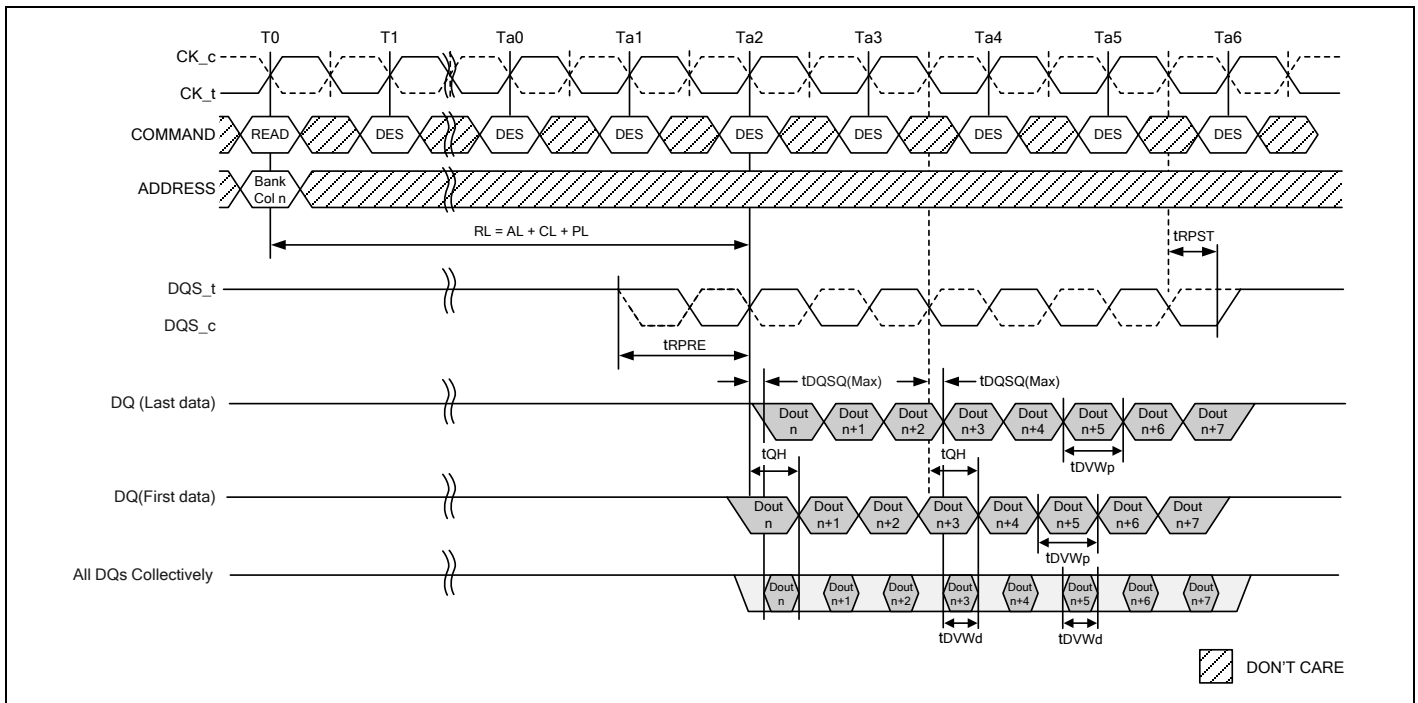 T0 T1 Ta0 Ta1 Ta2 Ta3 Ta4 Ta5 Ta6
CK_c
CK_t
COMMAND READ DES DES DES DES DES DES DES DES
ADDRESS Bank
Col n
RL = AL + CL + PL
tRPST
DQS_t
DQS_c
tRPRE
tDQSQ(Max) tDQSQ(Max)
DQ (Last data) Dout Dout Dout Dout Dout Dout Dout Dout
n n+1 n+2 n+3 n+4 n+5 n+6 n+7
tQH tQH tDVWp
DQ(First data) Dout Dout Dout Dout Dout Dout Dout Dout
n n+1 n+2 n+3 n+4 n+5 n+6 n+7
tDVWp
All DQs Collectively Dout Dout Dout Dout Dout Dout Dout Dout
n n+1 n+2 n+3 n+4 n+5 n+6 n+7
tDVWd tDVWd
DON'T CARE